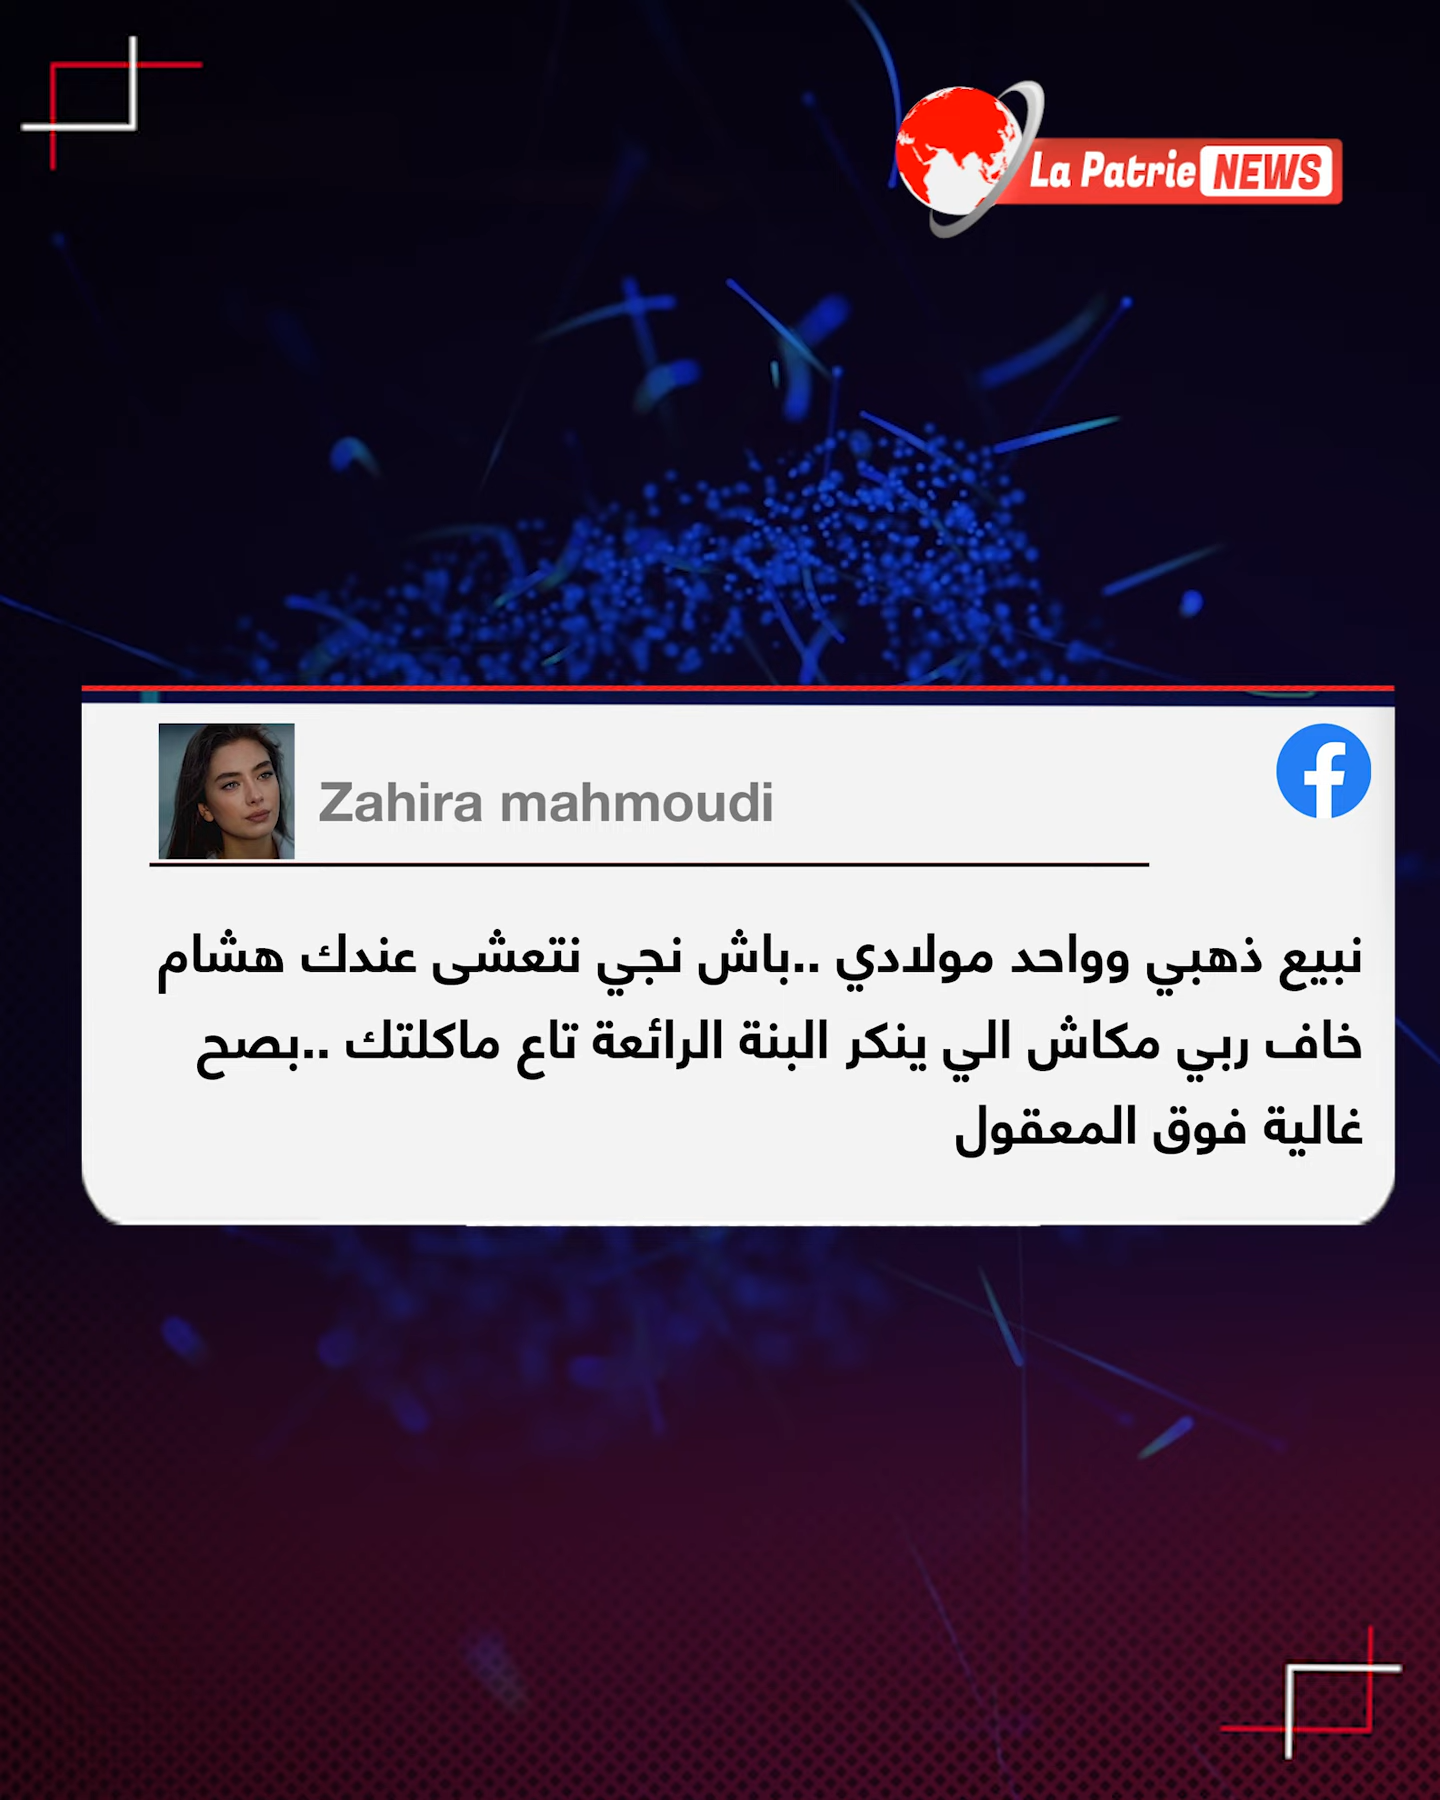 La Patrie NEWS
Zahira mahmoudi
نبيع ذهبي وواحد مولادي ..باش نجي نتعشى عندك هشام
خاف ربي مكاش الي ينكر البنة الرائعة تاع ماكلتك ..بصح
غالية فوق المعقول